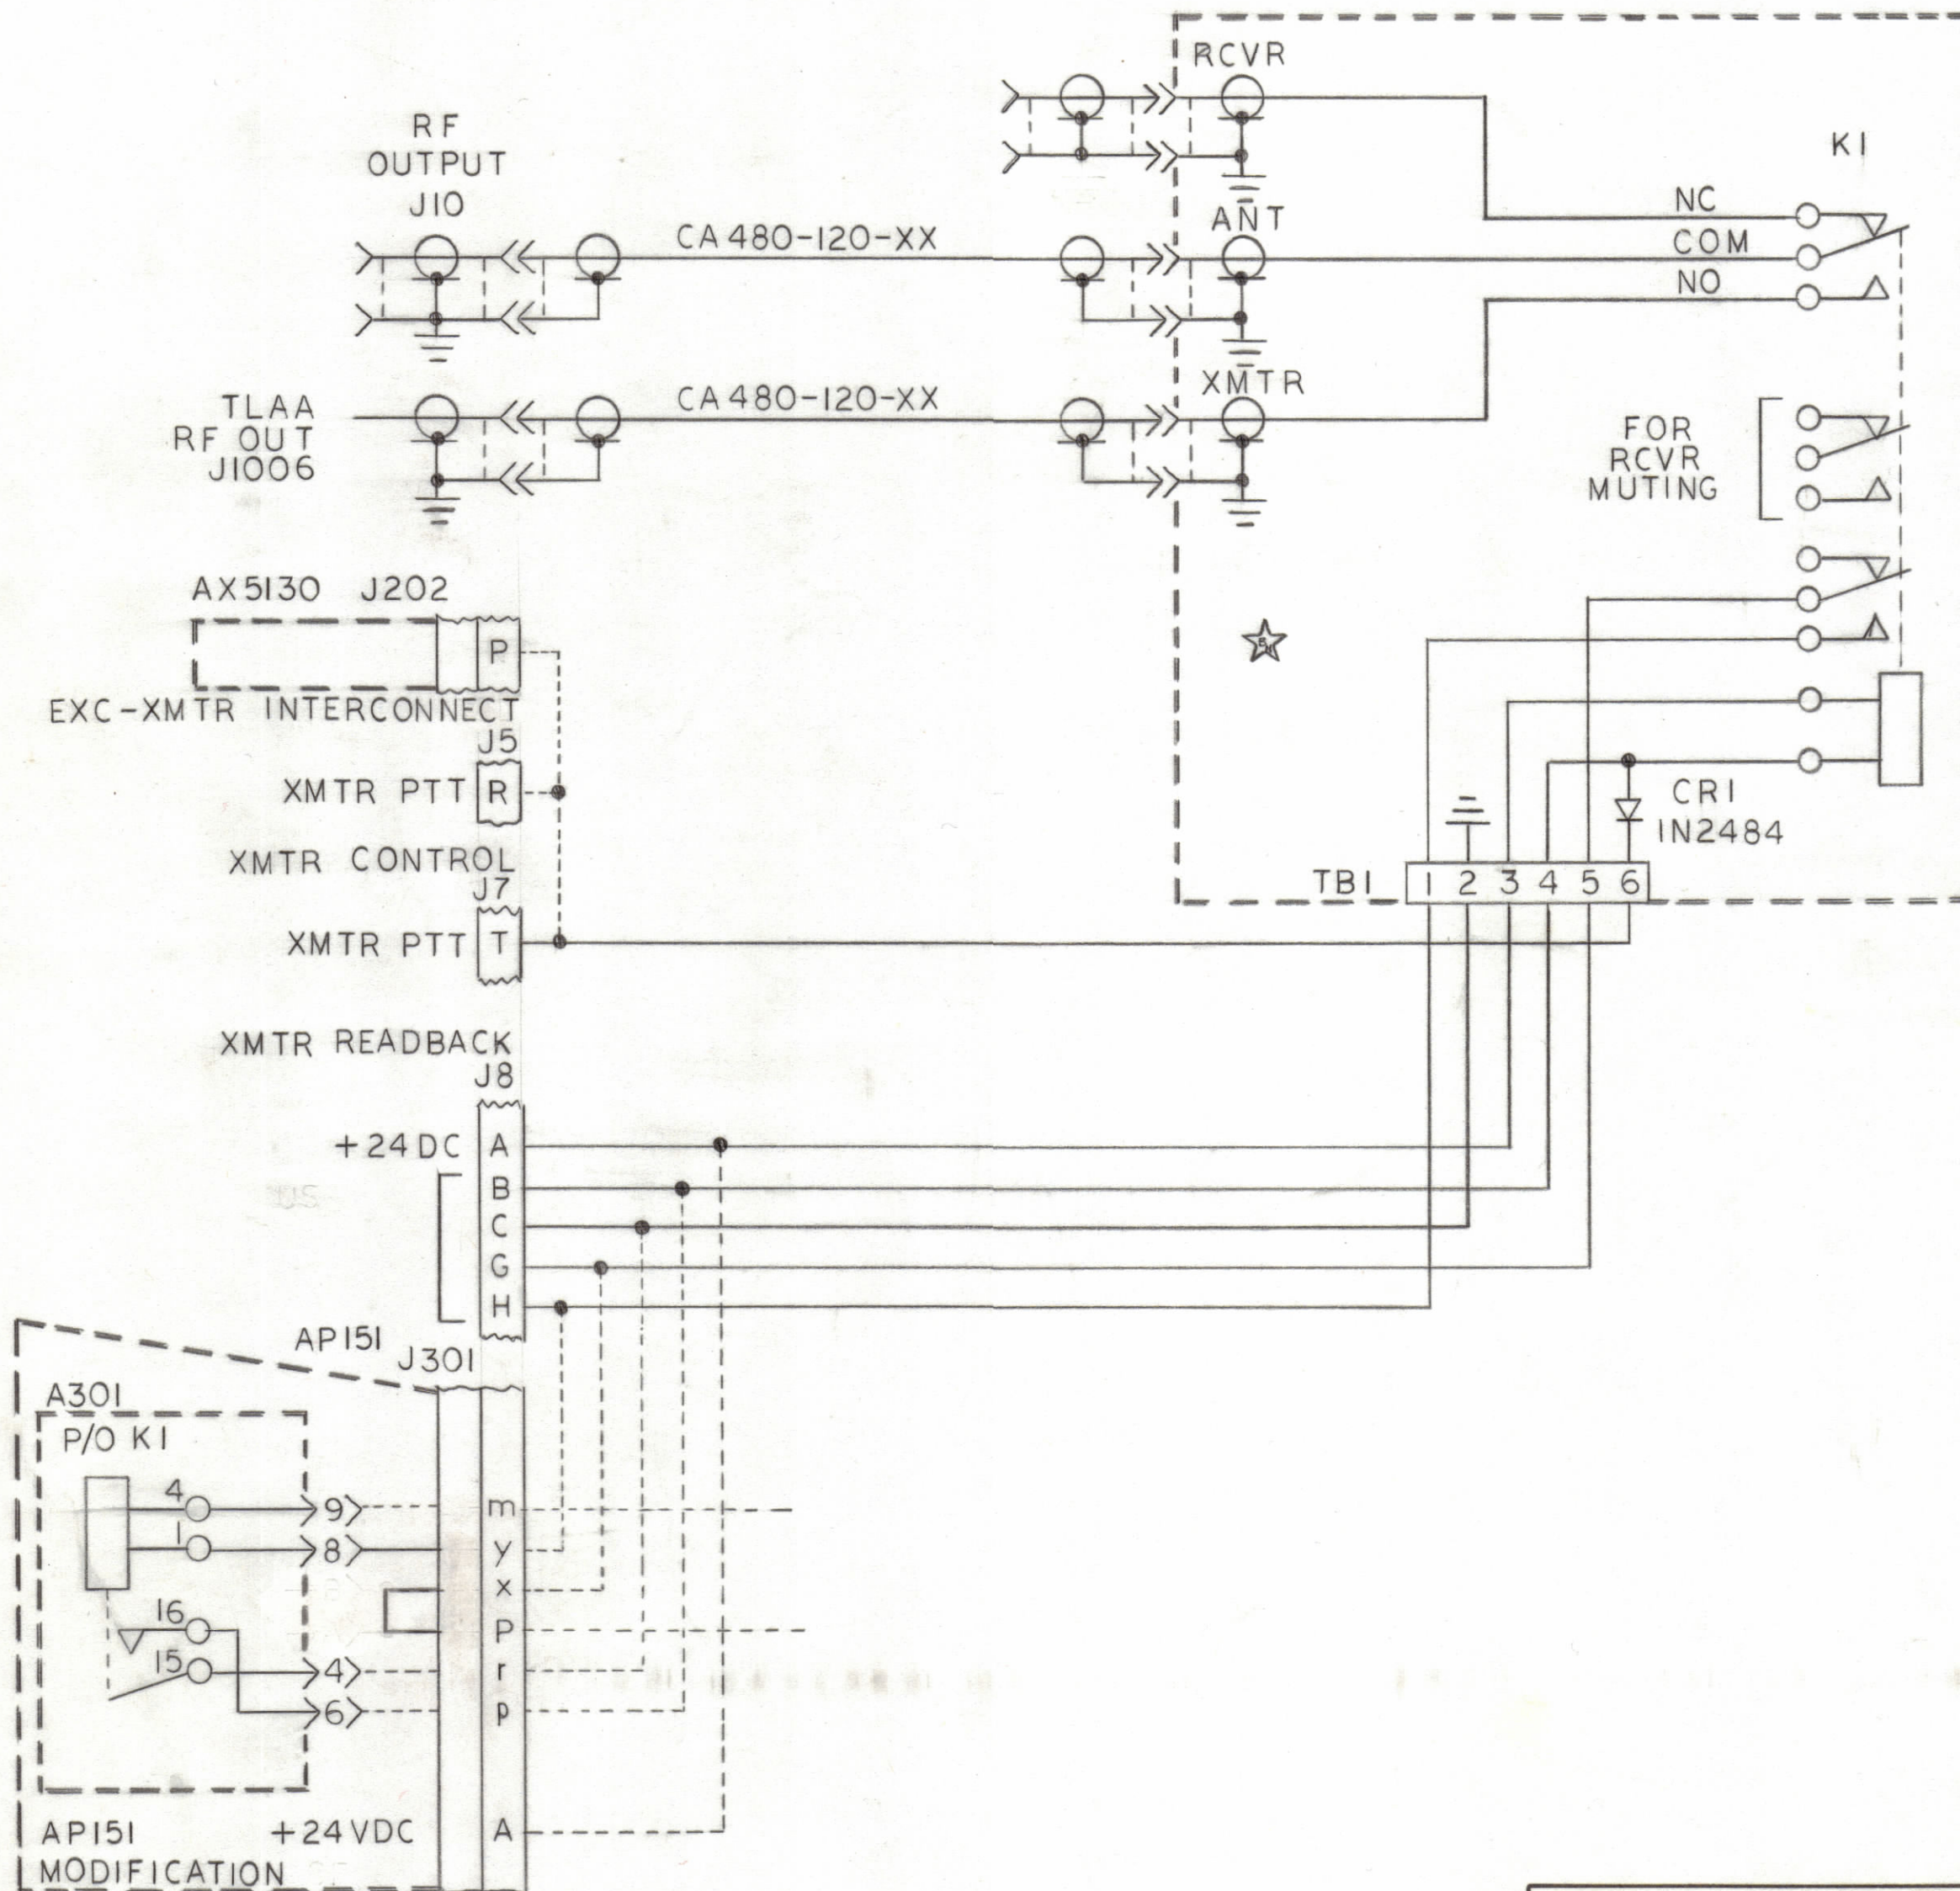 RCVR
K1
RF
OUTPUT
J10
NC
ANT
CA480-120-XX
COM
NO
XMTR
TLAA
RF OUT
J1006
CA480-120-XX
FOR
RCVR
MUTING
AX5130 J202
P
EXC-XMTR INTERCONNECT
J5
XMTR PTT R
CR1
1N2484
XMTR CONTROL
J7
TB1 1 2 3 4 5 6
XMTR PTT T
XMTR READBACK
J8
+24DC A
B
C
G
H
AP151
J301
A301
P/O K1
4 9 m
1 8 y
x
16 P
15 4 r
6 p
AP151 +24VDC A
MODIFICATION